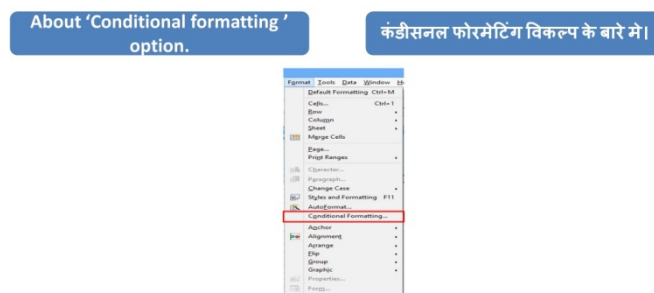 About ‘Conditional formatting ’
option.
कंडीसनल फोरमेटिंग विकल्प के बारे मे।
Format Tools Data Window H
Default Formatting Ctrl+M
Cells... Ctrl+1
Row
Column
Sheet
Merge Cells
Page...
Print Ranges
Character...
Paragraph...
Change Case
Styles and Formatting F11
AutoFormat...
Conditional Formatting...
Anchor
Alignment
Arrange
Flip
Group
Graphic
Properties...
Form...